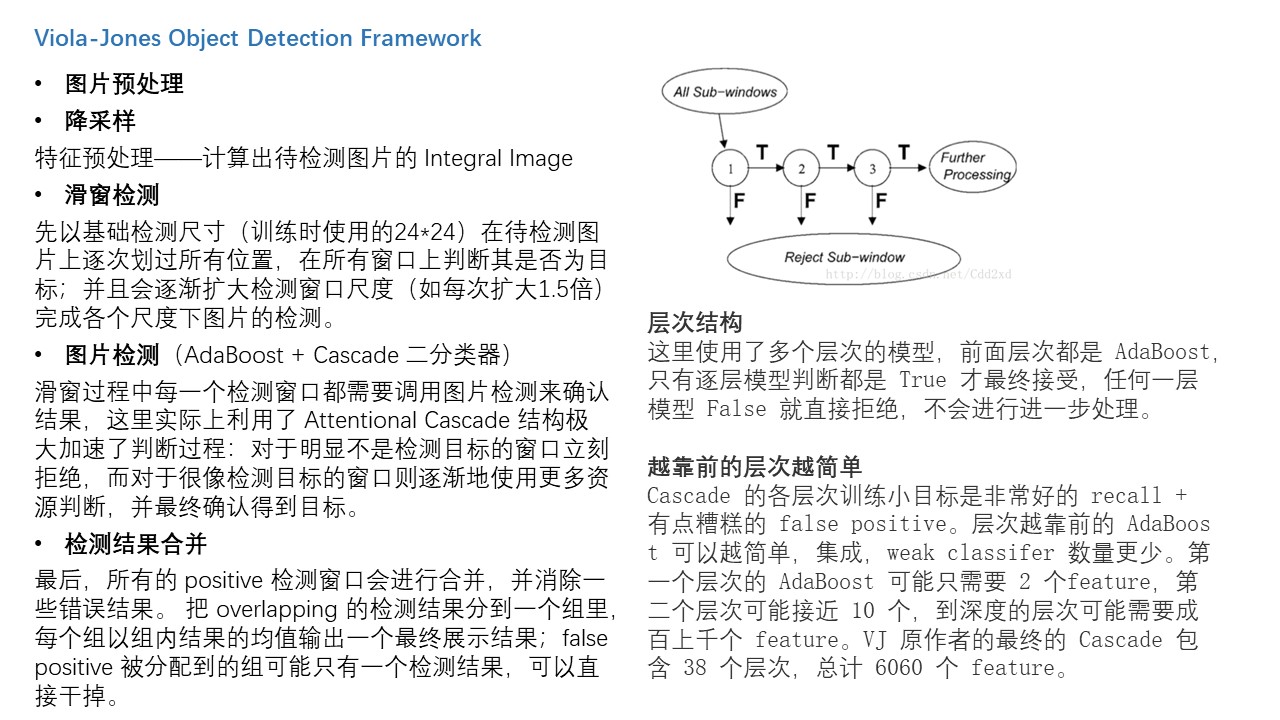 Viola-Jones Object Detection Framework
• 图片预处理
• 降采样
特征预处理——计算出待检测图片的 Integral Image
• 滑窗检测
先以基础检测尺寸（训练时使用的24*24）在待检测图
片上逐次划过所有位置，在所有窗口上判断其是否为目
标；并且会逐渐扩大检测窗口尺度（如每次扩大1.5倍）
完成各个尺度下图片的检测。
• 图片检测（AdaBoost + Cascade 二分类器）
滑窗过程中每一个检测窗口都需要调用图片检测来确认
结果，这里实际上利用了 Attentional Cascade 结构极
大加速了判断过程：对于明显不是检测目标的窗口立刻
拒绝，而对于很像检测目标的窗口则逐渐地使用更多资
源判断，并最终确认得到目标。
• 检测结果合并
最后，所有的 positive 检测窗口会进行合并，并消除一
些错误结果。 把 overlapping 的检测结果分到一个组里，
每个组以组内结果的均值输出一个最终展示结果；false
positive 被分配到的组可能只有一个检测结果，可以直
接干掉。
All Sub-windows
1 T 2 T 3 T
Further
Processing
F F F
Reject Sub-window
http://blog.csdn.net/Cdd2xd
层次结构
这里使用了多个层次的模型，前面层次都是 AdaBoost，
只有逐层模型判断都是 True 才最终接受，任何一层
模型 False 就直接拒绝，不会进行进一步处理。
越靠前的层次越简单
Cascade 的各层次训练小目标是非常好的 recall +
有点糟糕的 false positive。层次越靠前的 AdaBoos
t 可以越简单，集成，weak classifer 数量更少。第
一个层次的 AdaBoost 可能只需要 2 个feature，第
二个层次可能接近 10 个，到深度的层次可能需要成
百上千个 feature。VJ 原作者的最终的 Cascade 包
含 38 个层次，总计 6060 个 feature。